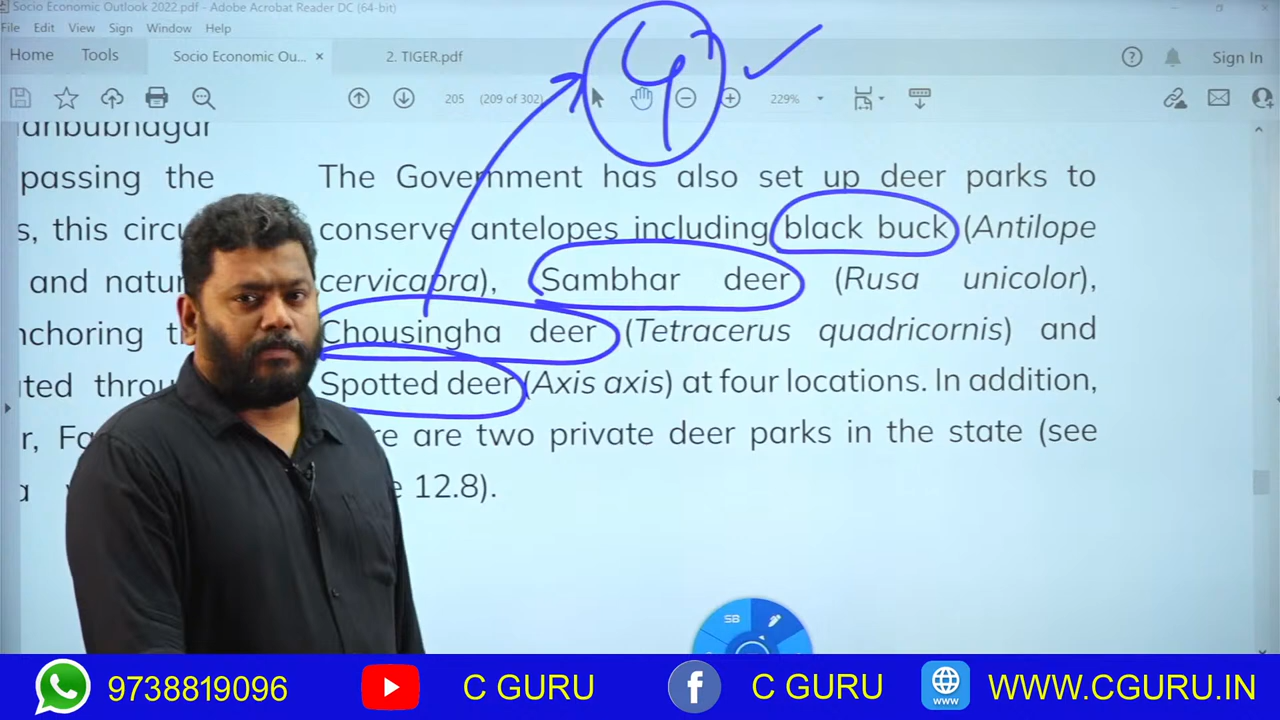 Socio Economic Outlook 2022.pdf - Adobe Acrobat Reader DC (64-bit)
File Edit View Sign Window Help
Home Tools Socio Economic Ou... × 2. TIGER.pdf Sign In
205 (209 of 302) 229%
4
passing the
s, this circu
and natur
nchoring t
ted throu
r, Fa
a
The Government has also set up deer parks to
conserve antelopes including black buck (Antilope
cervicapra), Sambhar deer (Rusa unicolor),
Chousingha deer (Tetracerus quadricornis) and
Spotted deer (Axis axis) at four locations. In addition,
re are two private deer parks in the state (see
e 12.8).
SB
9738819096 C GURU f C GURU WWW WWW.CGURU.IN